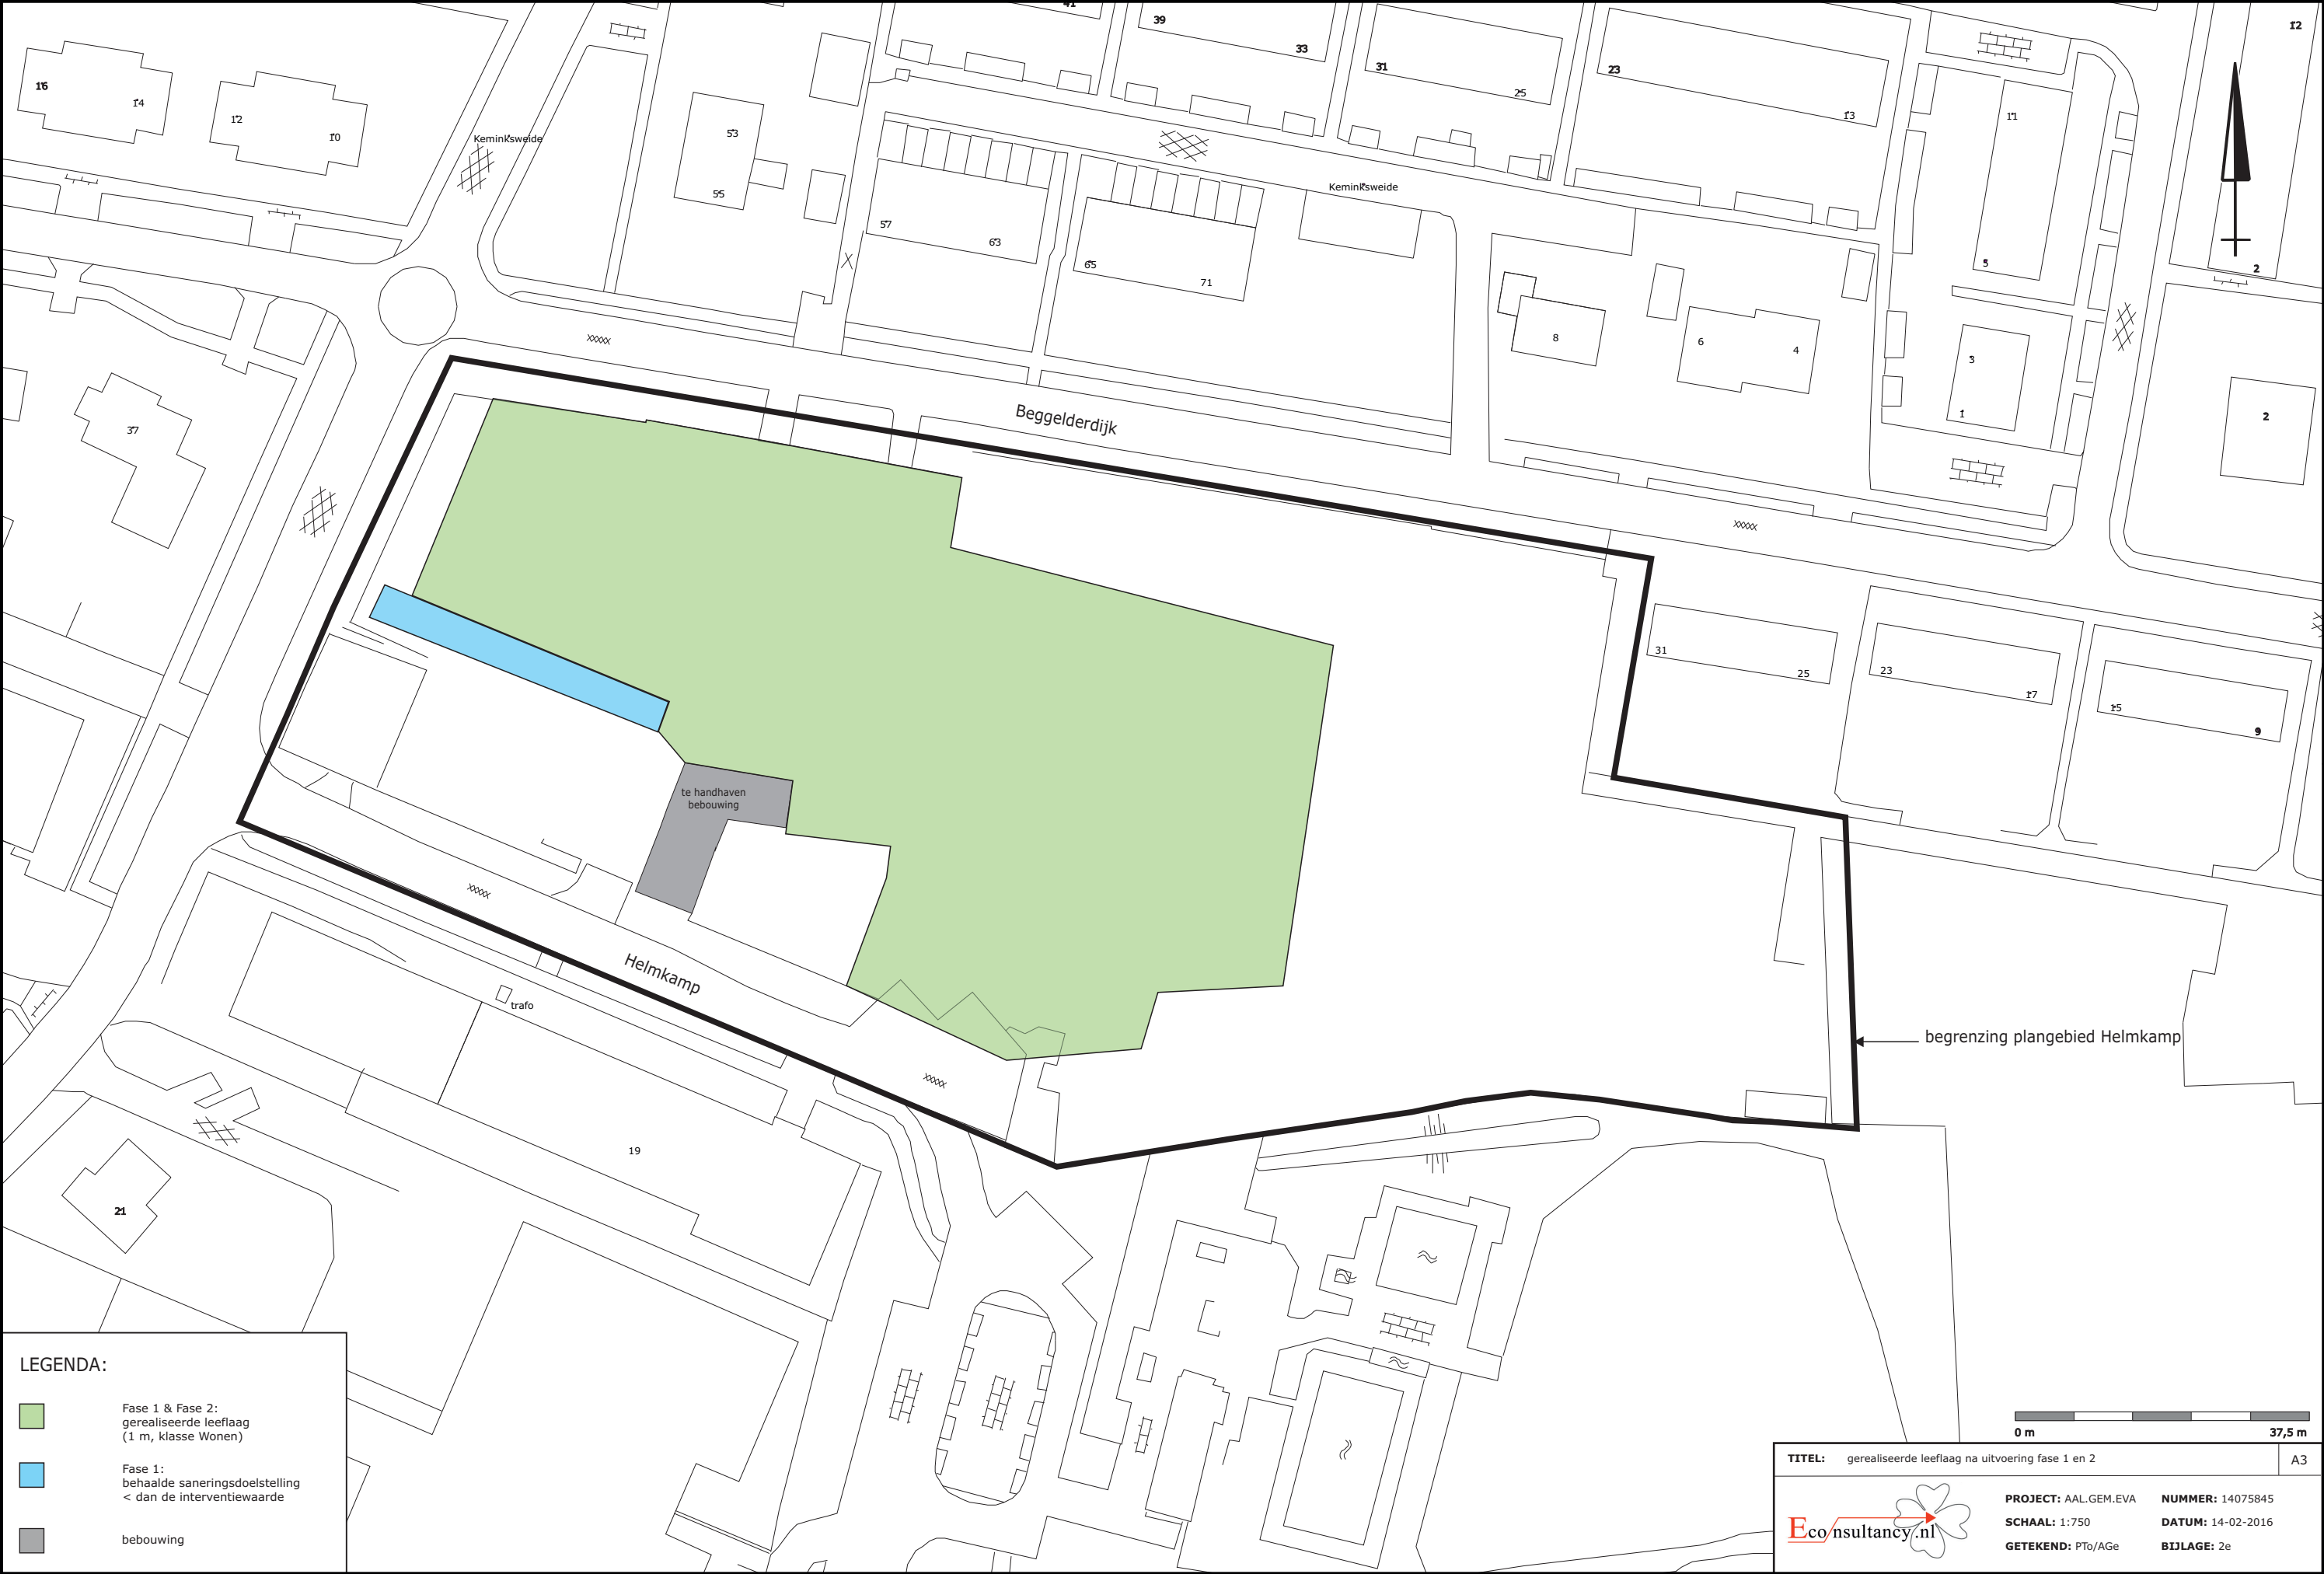 41
39
33
31
25
23
13
12
16
14
12
10
Keminksweide
53
55
57
63
65
71
Keminksweide
11
5
2
8
6
4
3
1
2
37
Beggelderdijk
31
25
23
17
15
9
te handhaven
bebouwing
Helmkamp
trafo
begrenzing plangebied Helmkamp
19
21
LEGENDA:
Fase 1 & Fase 2:
gerealiseerde leeflaag
(1 m, klasse Wonen)
Fase 1:
behaalde saneringsdoelstelling
< dan de interventiewaarde
bebouwing
0 m 37,5 m
TITEL: gerealiseerde leeflaag na uitvoering fase 1 en 2 A3
Econsultancy.nl
PROJECT: AAL.GEM.EVA NUMMER: 14075845
SCHAAL: 1:750 DATUM: 14-02-2016
GETEKEND: PTo/AGe BIJLAGE: 2e